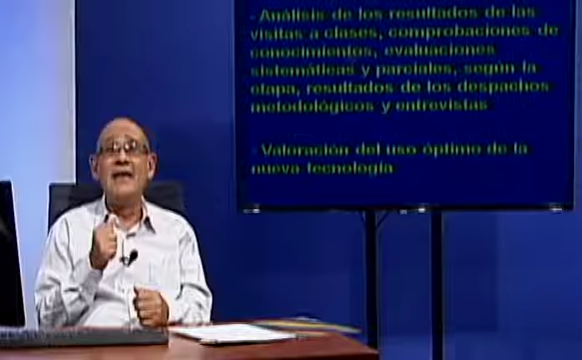 - Análisis de los resultados de las
visitas a clases, comprobaciones de
conocimientos, evaluaciones
sistemáticas y parciales, según la
etapa, resultados de los despachos
metodológicos y entrevistas
- Valoración del uso óptimo de la
nueva tecnología